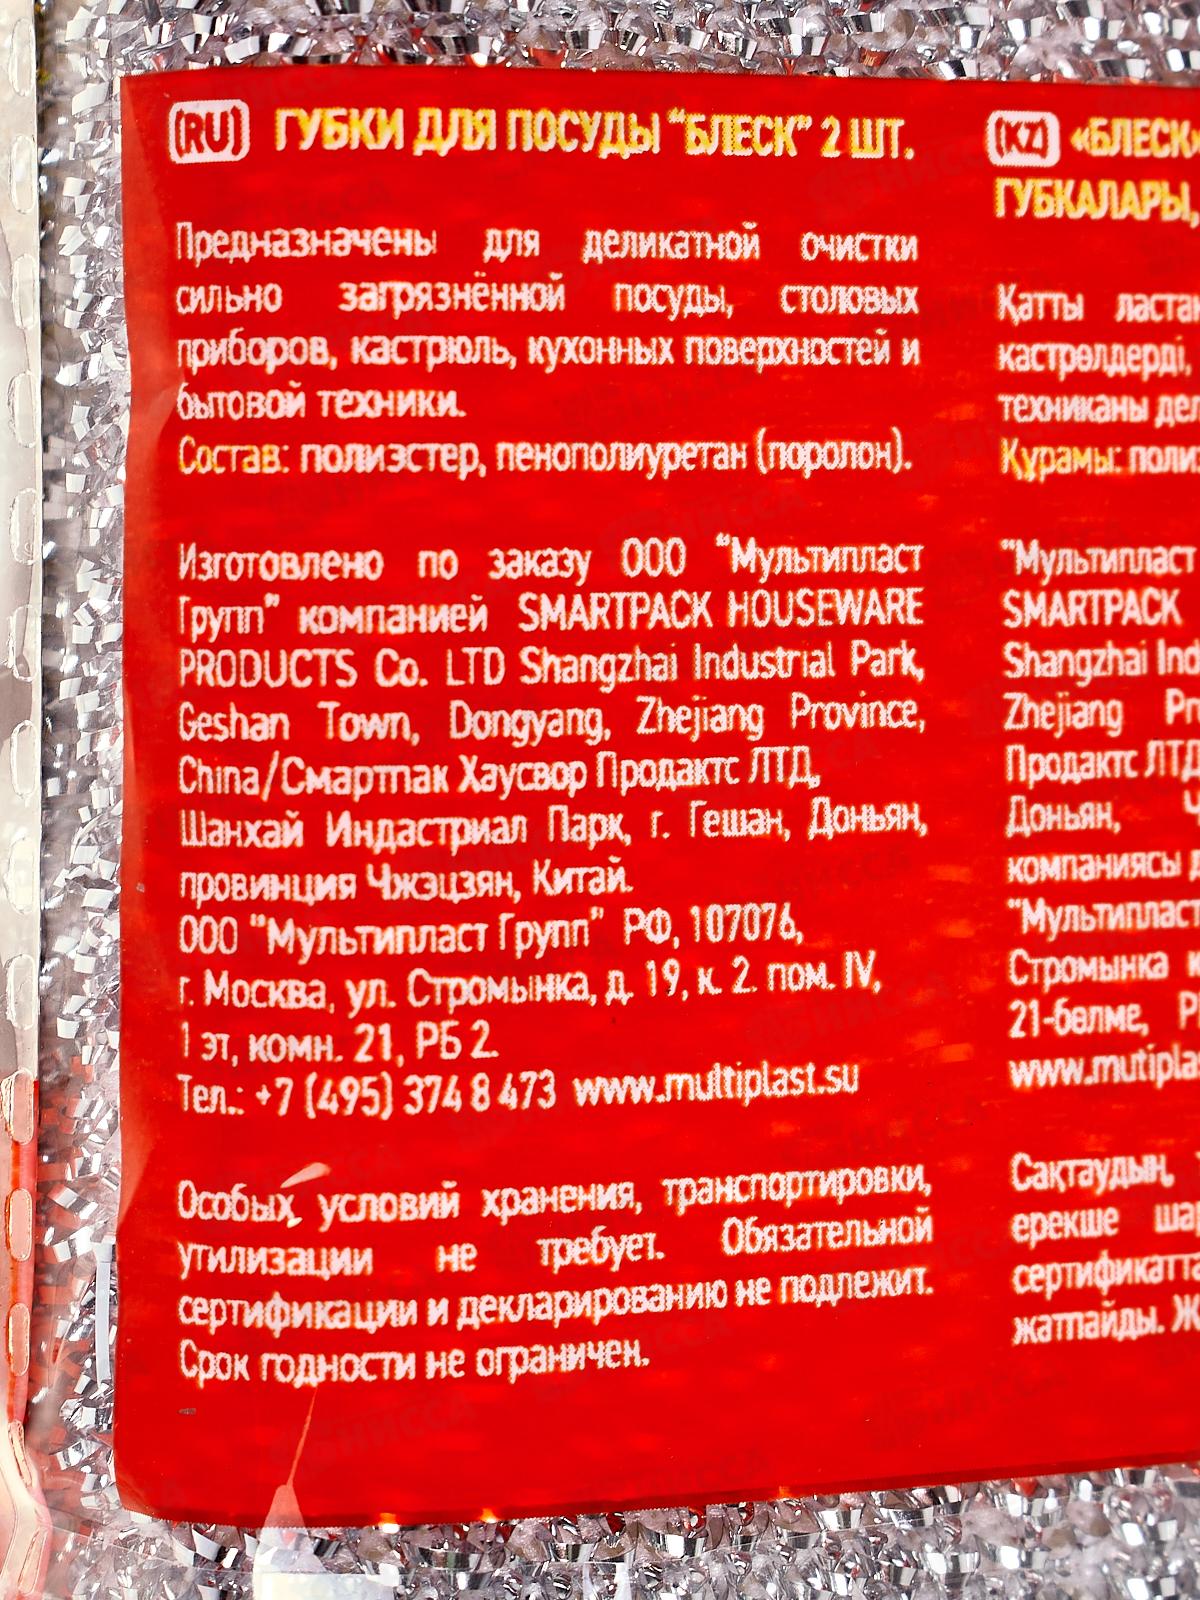 (RU) ГУБКИ ДЛЯ ПОСУДЫ "БЛЕСК" 2 ШТ.
Предназначены для деликатной очистки
сильно загрязнённой посуды, столовых
приборов, кастрюль, кухонных поверхностей и
бытовой техники.
Состав: полиэстер, пенополиуретан (поролон).
Изготовлено по заказу ООО "Мультипласт
Групп" компанией SMARTPACK HOUSEWARE
PRODUCTS Co. LTD Shangzhai Industrial Park,
Geshan Town, Dongyang, Zhejiang Province,
China/Смартпак Хаусвор Продактс ЛТД,
Шанхай Индастриал Парк, г. Гешан, Доньян,
провинция Чжэцзян, Китай.
ООО "Мультипласт Групп" РФ, 107076,
г. Москва, ул. Стромынка, д. 19, к. 2. пом. IV,
1 эт, комн. 21, РБ 2.
Тел.: +7 (495) 374 8 473 www.multiplast.su
Особых условий хранения, транспортировки,
утилизации не требует. Обязательной
сертификации и декларированию не подлежит.
Срок годности не ограничен.
(KZ) «БЛЕСК
ГУБКАЛАРЫ,
Қатты ластан
кастрөлдерді,
техниканы дел
Құрамы: поли
"Мультипласт
SMARTPACK
Shangzhai Ind
Zhejiang Pr
Продактс ЛТД
Доньян, Ч
компаниясы
"Мультипласт
Стромынка к
21-бөлме, Р
www.mutipla
Сақтаудың,
ерекше ша
сертификатта
жатпайды. Ж